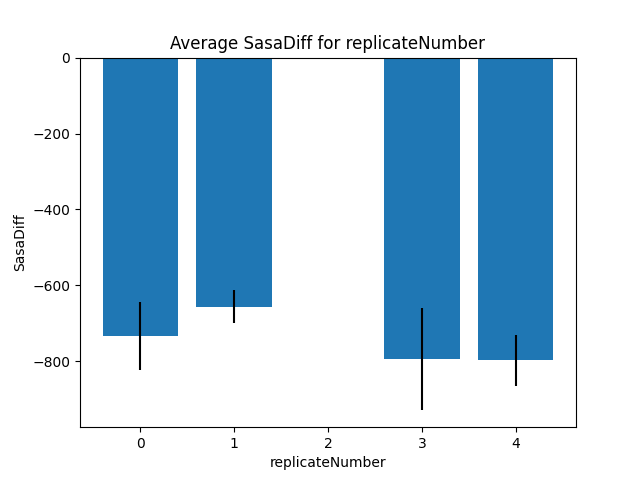 Average SasaDiff for replicateNumber
0
−200
−400
−600
−800
SasaDiff
0 1 2 3 4
replicateNumber